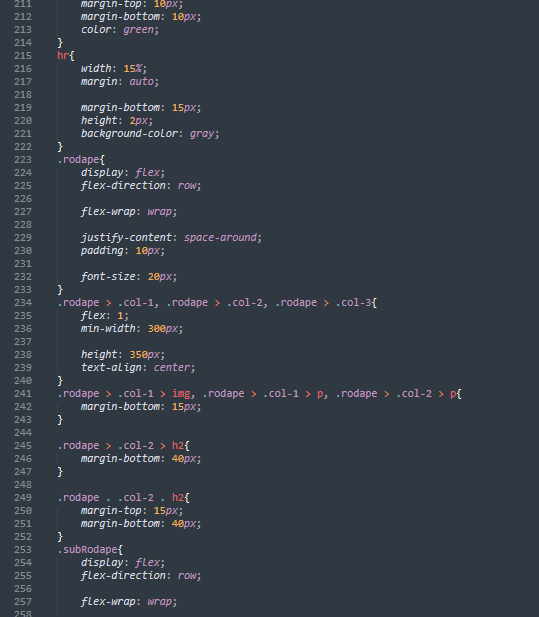 211 margin-top: 10px;
212 margin-bottom: 10px;
213 color: green;
214 }
215 hr{
216 width: 15%;
217 margin: auto;
218
219 margin-bottom: 15px;
220 height: 2px;
221 background-color: gray;
222 }
223 .rodape{
224 display: flex;
225 flex-direction: row;
226
227 flex-wrap: wrap;
228
229 justify-content: space-around;
230 padding: 10px;
231
232 font-size: 20px;
233 }
234 .rodape > .col-1, .rodape > .col-2, .rodape > .col-3{
235 flex: 1;
236 min-width: 300px;
237
238 height: 350px;
239 text-align: center;
240 }
241 .rodape > .col-1 > img, .rodape > .col-1 > p, .rodape > .col-2 > p{
242 margin-bottom: 15px;
243 }
244
245 .rodape > .col-2 > h2{
246 margin-bottom: 40px;
247 }
248
249 .rodape . .col-2 . h2{
250 margin-top: 15px;
251 margin-bottom: 40px;
252 }
253 .subRodape{
254 display: flex;
255 flex-direction: row;
256
257 flex-wrap: wrap;
258